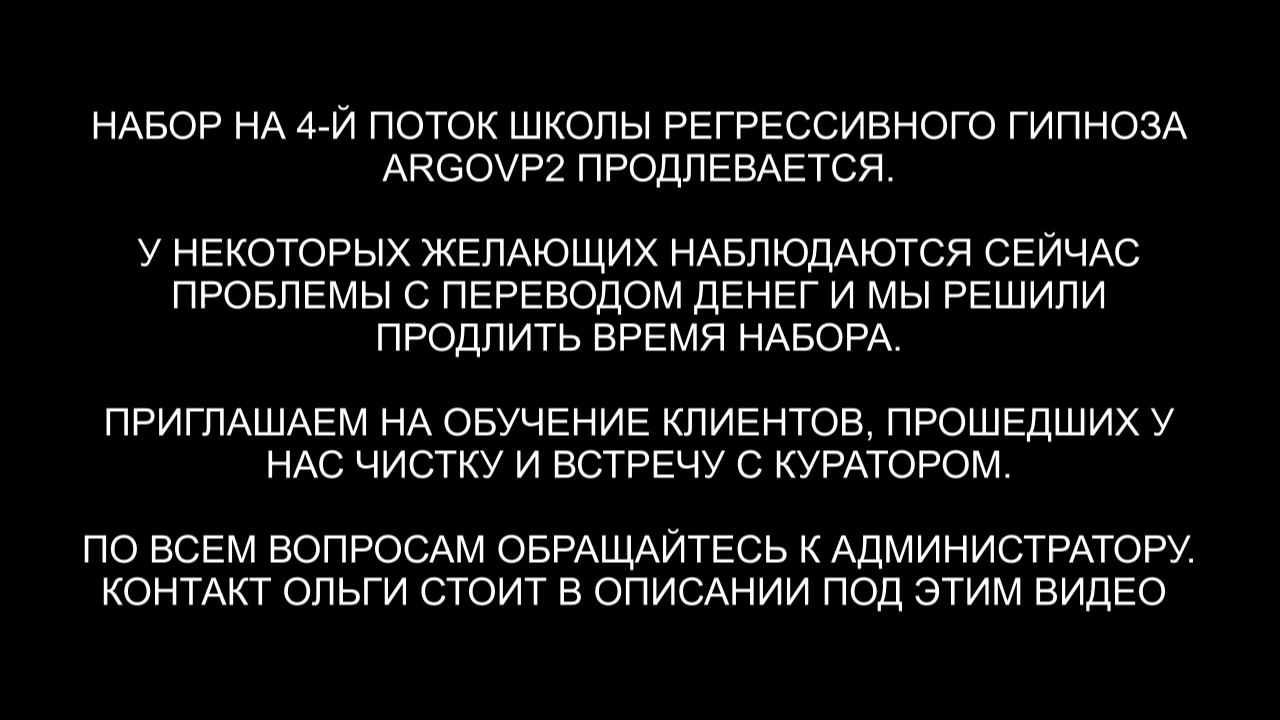 НАБОР НА 4-Й ПОТОК ШКОЛЫ РЕГРЕССИВНОГО ГИПНОЗА
ARGOVP2 ПРОДЛЕВАЕТСЯ.
У НЕКОТОРЫХ ЖЕЛАЮЩИХ НАБЛЮДАЮТСЯ СЕЙЧАС
ПРОБЛЕМЫ С ПЕРЕВОДОМ ДЕНЕГ И МЫ РЕШИЛИ
ПРОДЛИТЬ ВРЕМЯ НАБОРА.
ПРИГЛАШАЕМ НА ОБУЧЕНИЕ КЛИЕНТОВ, ПРОШЕДШИХ У
НАС ЧИСТКУ И ВСТРЕЧУ С КУРАТОРОМ.
ПО ВСЕМ ВОПРОСАМ ОБРАЩАЙТЕСЬ К АДМИНИСТРАТОРУ.
КОНТАКТ ОЛЬГИ СТОИТ В ОПИСАНИИ ПОД ЭТИМ ВИДЕО